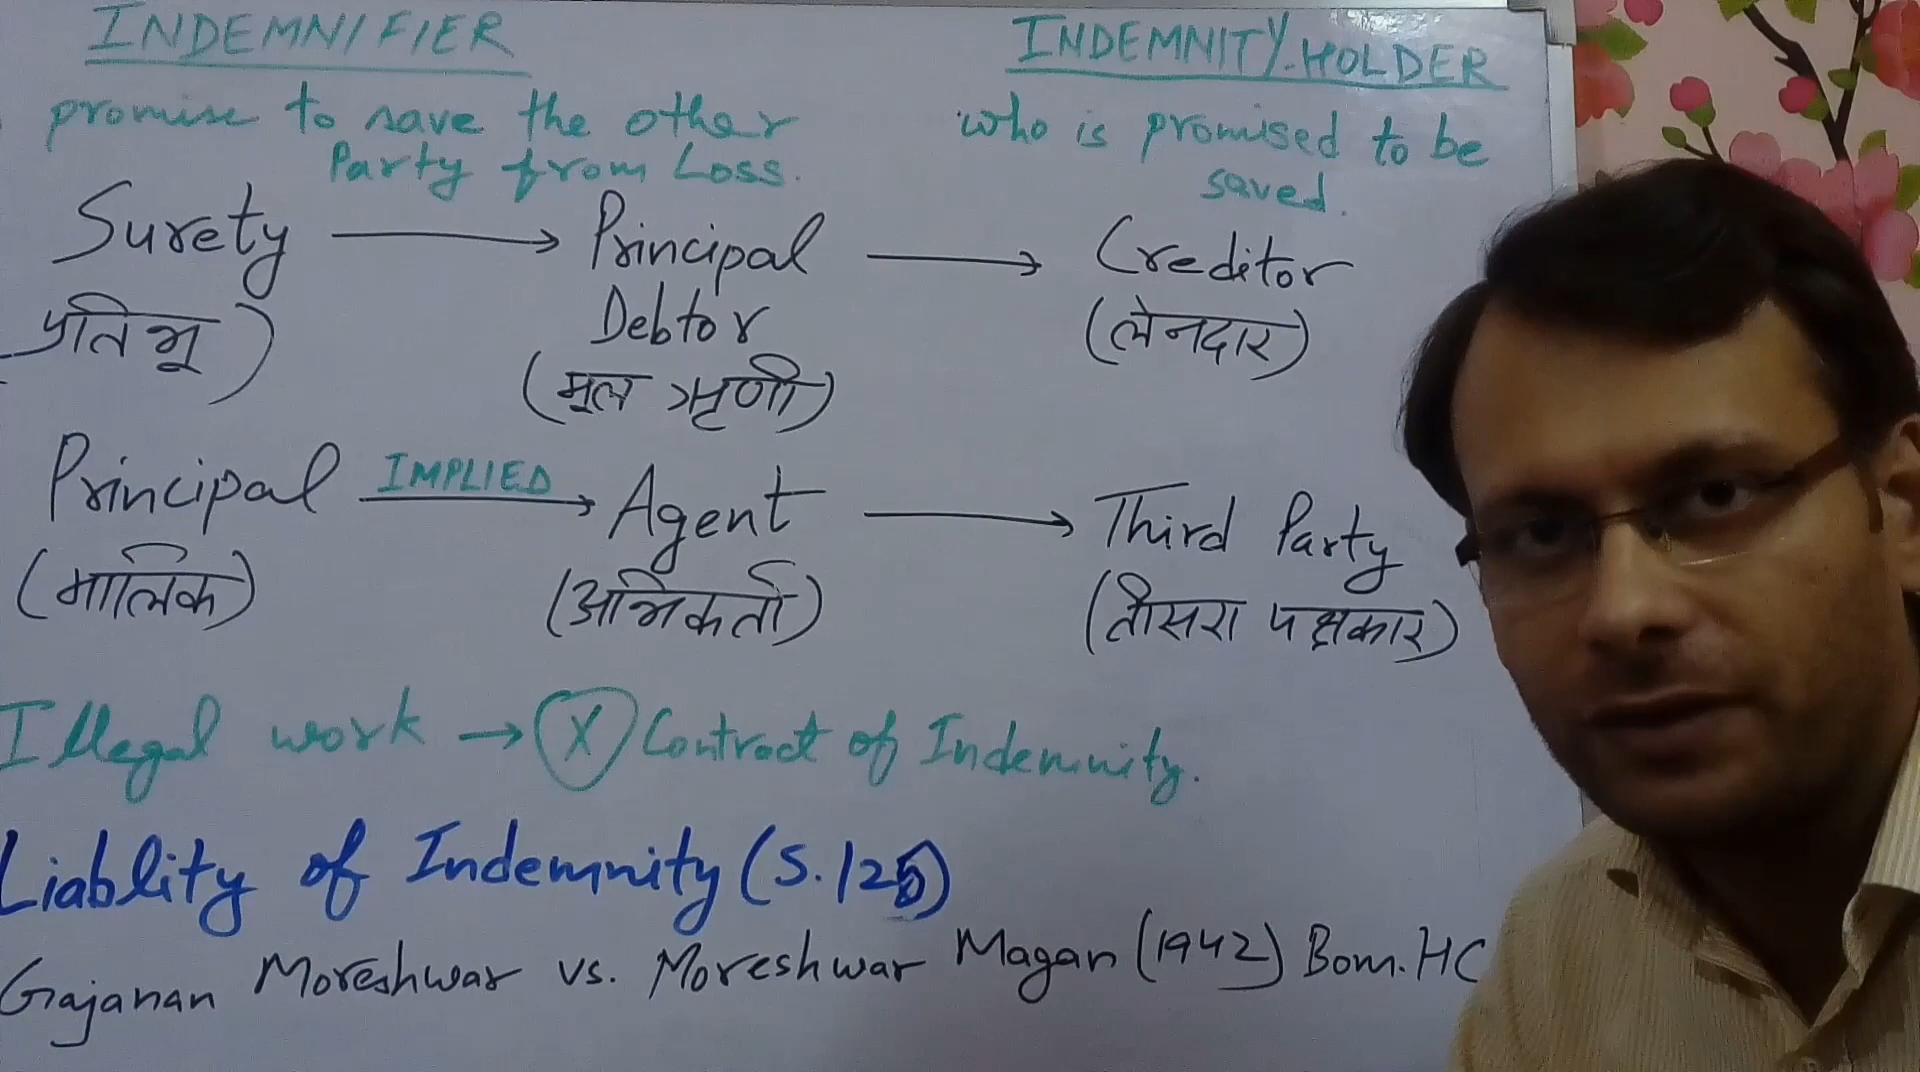 INDEMNIFIER
promise to save the other
Party from Loss.
INDEMNITY-HOLDER
who is promised to be
saved.
Surety → Principal → Creditor
Debtor
प्रतिभू)
(मूल ऋणी)
(लेनदार)
Principal IMPLIED → Agent → Third Party
(मालिक)
(अभिकर्ता)
(तीसरा पक्षकार)
Illegal work → (X) Contract of Indemnity.
Liablity of Indemnity (S.125)
Gajanan Moreshwar vs. Moreshwar Magan (1942) Bom. HC